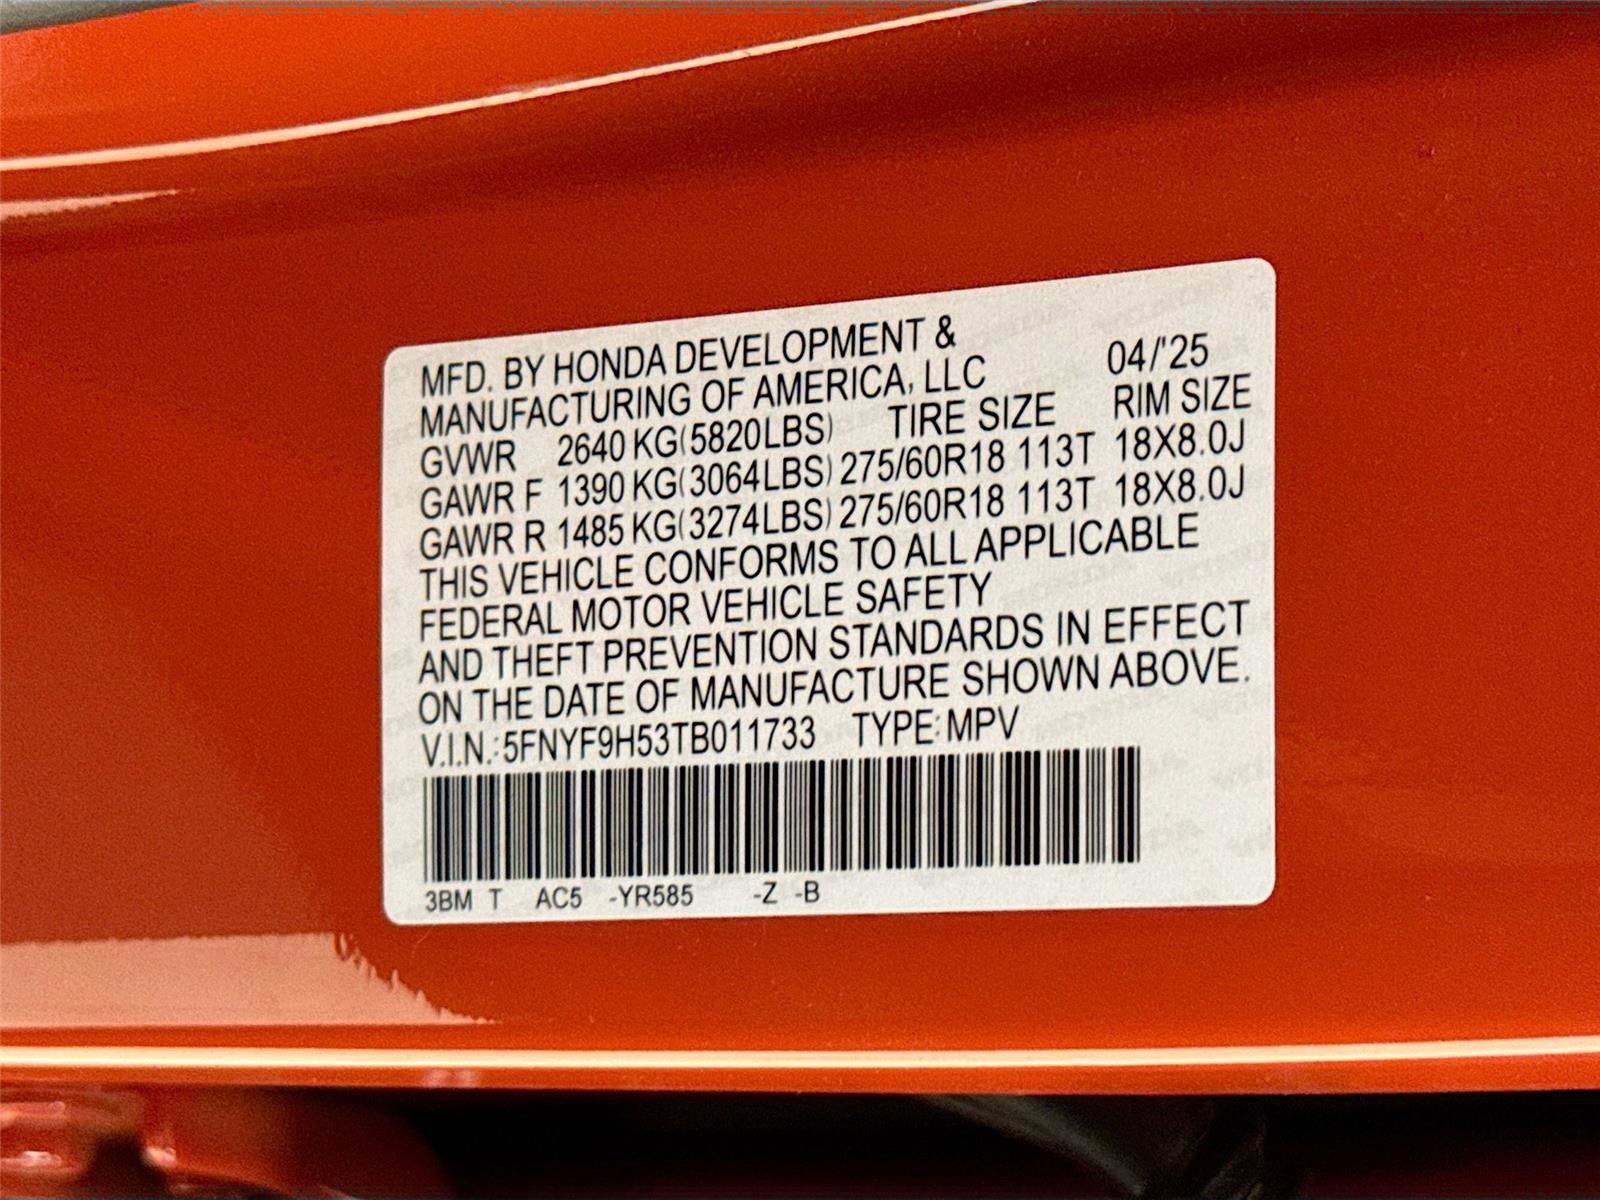 MFD. BY HONDA DEVELOPMENT &
MANUFACTURING OF AMERICA, LLC 04/'25
GVWR 2640 KG(5820LBS) TIRE SIZE RIM SIZE
GAWR F 1390 KG(3064LBS) 275/60R18 113T 18X8.0J
GAWR R 1485 KG(3274LBS) 275/60R18 113T 18X8.0J
THIS VEHICLE CONFORMS TO ALL APPLICABLE
FEDERAL MOTOR VEHICLE SAFETY
AND THEFT PREVENTION STANDARDS IN EFFECT
ON THE DATE OF MANUFACTURE SHOWN ABOVE.
V.I.N.:5FNYF9H53TB011733 TYPE:MPV
3BM T AC5 -YR585 -Z -B